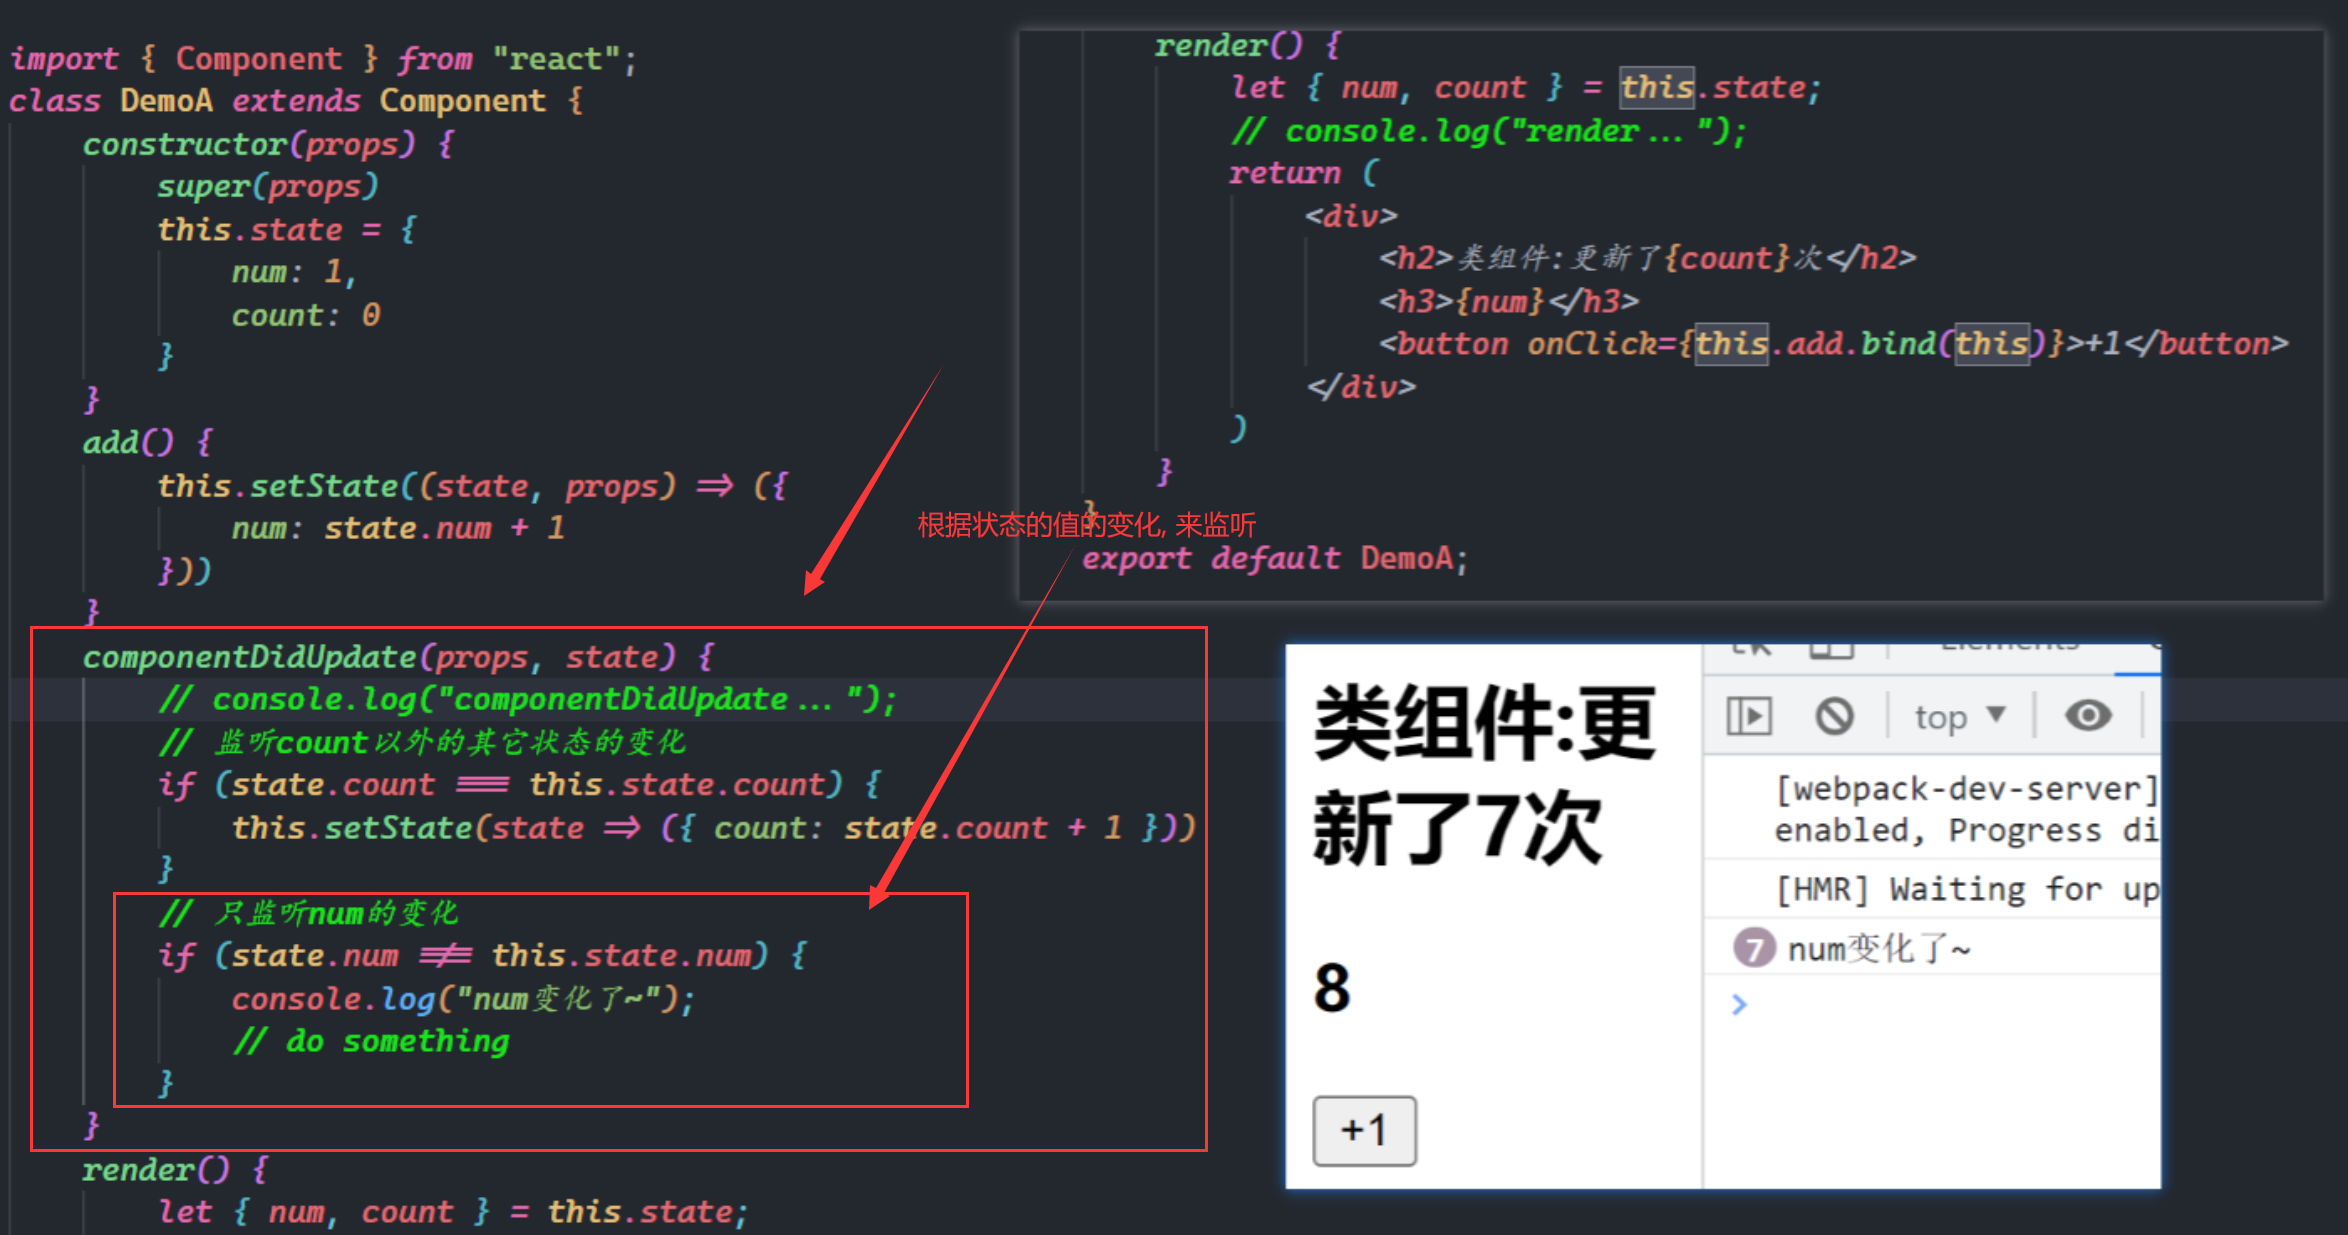 import { Component } from "react";
class DemoA extends Component {
constructor(props) {
super(props)
this.state = {
num: 1,
count: 0
}
}
add() {
this.setState((state, props) => ({
num: state.num + 1
}))
}
componentDidUpdate(props, state) {
// console.log("componentDidUpdate...");
// 监听count以外的其它状态的变化
if (state.count === this.state.count) {
this.setState(state => ({ count: state.count + 1 }))
}
// 只监听num的变化
if (state.num !== this.state.num) {
console.log("num变化了~");
// do something
}
}
render() {
let { num, count } = this.state;
根据状态的值的变化, 来监听
render() {
let { num, count } = this.state;
// console.log("render...");
return (
<div>
<h2>类组件:更新了{count}次</h2>
<h3>{num}</h3>
<button onClick={this.add.bind(this)}>+1</button>
</div>
)
}
}
export default DemoA;
类组件:更
新了7次
8
+1
Elements
top
[webpack-dev-server]
enabled, Progress di
[HMR] Waiting for up
7 num变化了~
>